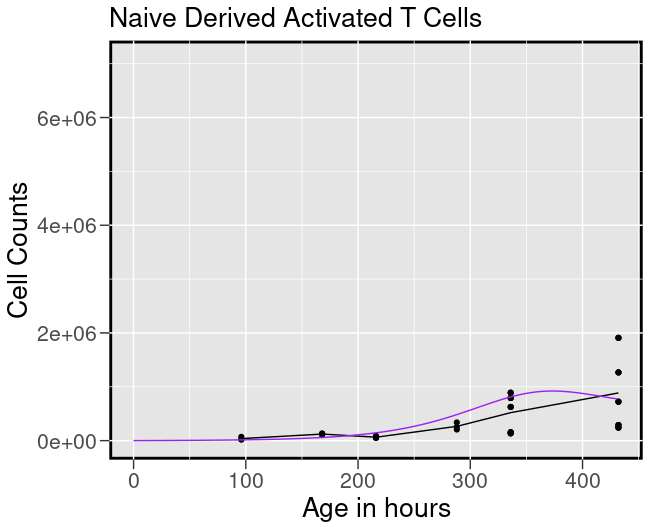 Naive Derived Activated T Cells
6e+06
4e+06
2e+06
0e+00
Cell Counts
0 100 200 300 400
Age in hours